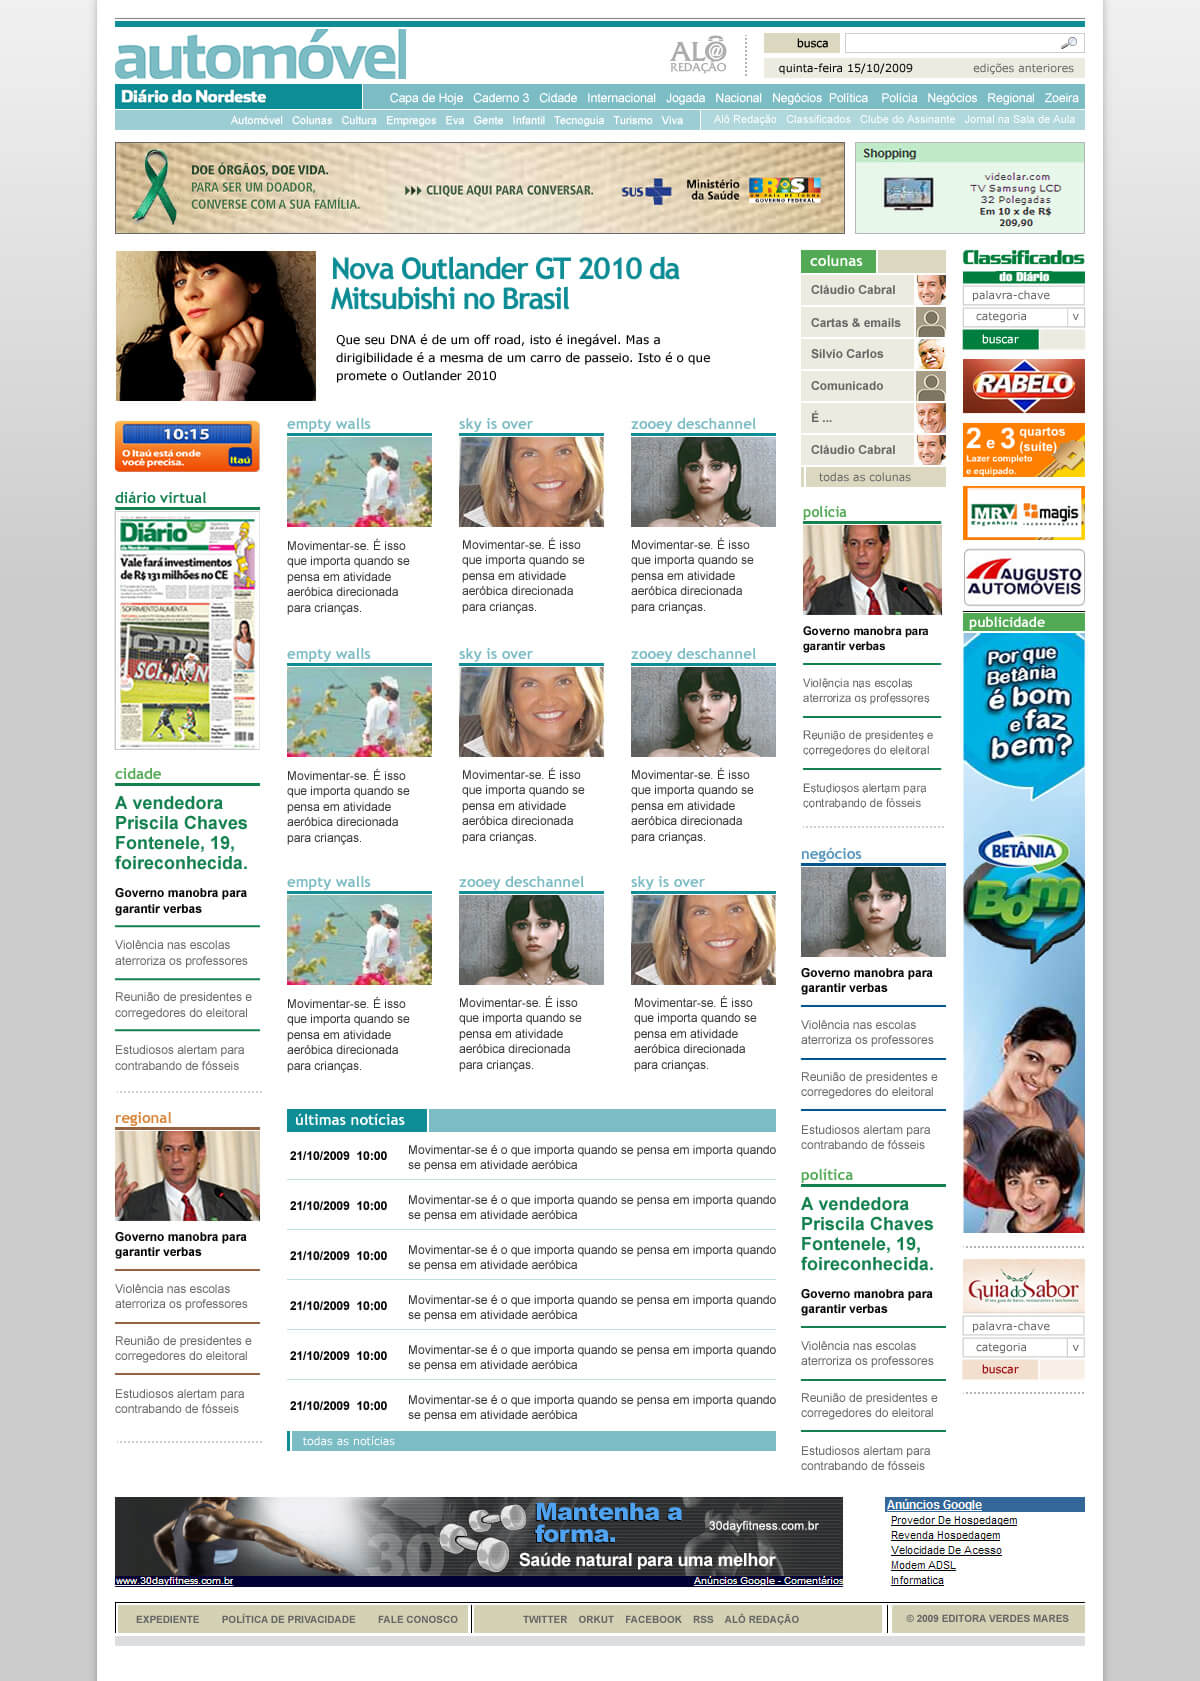 automóvel
ALÔ
REDAÇÃO
busca
quinta-feira 15/10/2009 edições anteriores
Diário do Nordeste
Capa de Hoje Caderno 3 Cidade Internacional Jogada Nacional Negócios Política Polícia Negócios Regional Zoeira
Automóvel Colunas Cultura Empregos Eva Gente Infantil Tecnoguia Turismo Viva
Alô Redação Classificados Clube do Assinante Jornal na Sala de Aula
DOE ÓRGÃOS, DOE VIDA.
PARA SER UM DOADOR,
CONVERSE COM A SUA FAMÍLIA.
CLIQUE AQUI PARA CONVERSAR.
SUS
Ministério
da Saúde
BRASIL
UM PAÍS DE TODOS
GOVERNO FEDERAL
Shopping
videolar.com
TV Samsung LCD
32 Polegadas
Em 10 x de R$
209,90
Nova Outlander GT 2010 da
Mitsubishi no Brasil
Que seu DNA é de um off road, isto é inegável. Mas a
dirigibilidade é a mesma de um carro de passeio. Isto é o que
promete o Outlander 2010
10:15
O Itaú está onde
você precisa.
Itaú
diário virtual
Diário
do Nordeste
Vale fará investimentos
de R$ 131 milhões no CE
SOFRIMENTO AUMENTA
cidade
A vendedora
Priscila Chaves
Fontenele, 19,
foireconhecida.
Governo manobra para
garantir verbas
Violência nas escolas
aterroriza os professores
Reunião de presidentes e
corregedores do eleitoral
Estudiosos alertam para
contrabando de fósseis
regional
Governo manobra para
garantir verbas
Violência nas escolas
aterroriza os professores
Reunião de presidentes e
corregedores do eleitoral
Estudiosos alertam para
contrabando de fósseis
empty walls
Movimentar-se. É isso
que importa quando se
pensa em atividade
aeróbica direcionada
para crianças.
sky is over
Movimentar-se. É isso
que importa quando se
pensa em atividade
aeróbica direcionada
para crianças.
zooey deschannel
Movimentar-se. É isso
que importa quando se
pensa em atividade
aeróbica direcionada
para crianças.
empty walls
Movimentar-se. É isso
que importa quando se
pensa em atividade
aeróbica direcionada
para crianças.
sky is over
Movimentar-se. É isso
que importa quando se
pensa em atividade
aeróbica direcionada
para crianças.
zooey deschannel
Movimentar-se. É isso
que importa quando se
pensa em atividade
aeróbica direcionada
para crianças.
empty walls
Movimentar-se. É isso
que importa quando se
pensa em atividade
aeróbica direcionada
para crianças.
zooey deschannel
Movimentar-se. É isso
que importa quando se
pensa em atividade
aeróbica direcionada
para crianças.
sky is over
Movimentar-se. É isso
que importa quando se
pensa em atividade
aeróbica direcionada
para crianças.
últimas notícias
21/10/2009 10:00 Movimentar-se é o que importa quando se pensa em importa quando
se pensa em atividade aeróbica
21/10/2009 10:00 Movimentar-se é o que importa quando se pensa em importa quando
se pensa em atividade aeróbica
21/10/2009 10:00 Movimentar-se é o que importa quando se pensa em importa quando
se pensa em atividade aeróbica
21/10/2009 10:00 Movimentar-se é o que importa quando se pensa em importa quando
se pensa em atividade aeróbica
21/10/2009 10:00 Movimentar-se é o que importa quando se pensa em importa quando
se pensa em atividade aeróbica
21/10/2009 10:00 Movimentar-se é o que importa quando se pensa em importa quando
se pensa em atividade aeróbica
todas as notícias
colunas
Cláudio Cabral
Cartas & emails
Silvio Carlos
Comunicado
É ...
Cláudio Cabral
todas as colunas
polícia
Governo manobra para
garantir verbas
Violência nas escolas
aterroriza os professores
Reunião de presidentes e
corregedores do eleitoral
Estudiosos alertam para
contrabando de fósseis
negócios
Governo manobra para
garantir verbas
Violência nas escolas
aterroriza os professores
Reunião de presidentes e
corregedores do eleitoral
Estudiosos alertam para
contrabando de fósseis
política
A vendedora
Priscila Chaves
Fontenele, 19,
foireconhecida.
Governo manobra para
garantir verbas
Violência nas escolas
aterroriza os professores
Reunião de presidentes e
corregedores do eleitoral
Estudiosos alertam para
contrabando de fósseis
Classificados
do Diário
palavra-chave
categoria v
buscar
RABELO
2 e 3 quartos
(suíte)
Lazer completo
e equipado.
MRV
Engenharia
magis
AUGUSTO
AUTOMÓVEIS
publicidade
Por que
Betânia
é bom
e faz
bem?
BETÂNIA
BOM
Guia do Sabor
palavra-chave
categoria v
buscar
Mantenha a
forma.
30dayfitness.com.br
30
Saúde natural para uma melhor
www.30dayfitness.com.br
Anúncios Google - Comentários
Anúncios Google
Provedor De Hospedagem
Revenda Hospedagem
Velocidade De Acesso
Modem ADSL
Informatica
EXPEDIENTE POLÍTICA DE PRIVACIDADE FALE CONOSCO
TWITTER ORKUT FACEBOOK RSS ALÔ REDAÇÃO
© 2009 EDITORA VERDES MARES